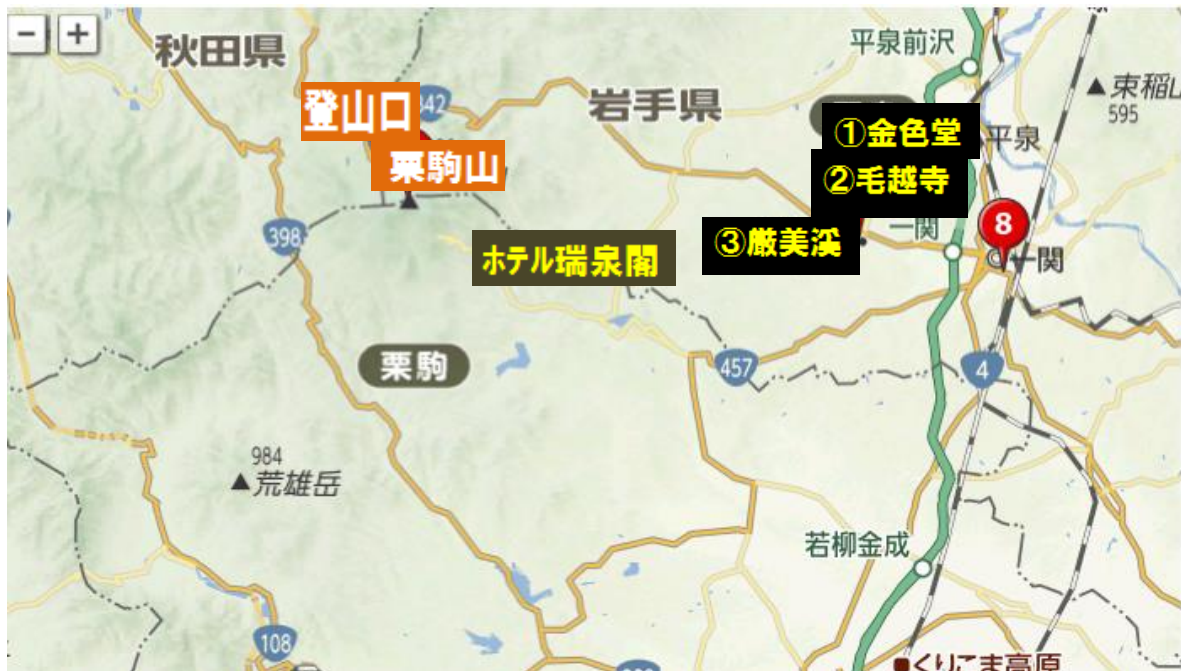 − +
秋田県
平泉前沢
登山口
342
岩手県
束稲山
595
①金色堂
平泉
栗駒山
②毛越寺
398
③厳美渓
一関
8
一関
ホテル瑞泉閣
栗駒
457
4
984
荒雄岳
若柳金成
108
くりこま高原